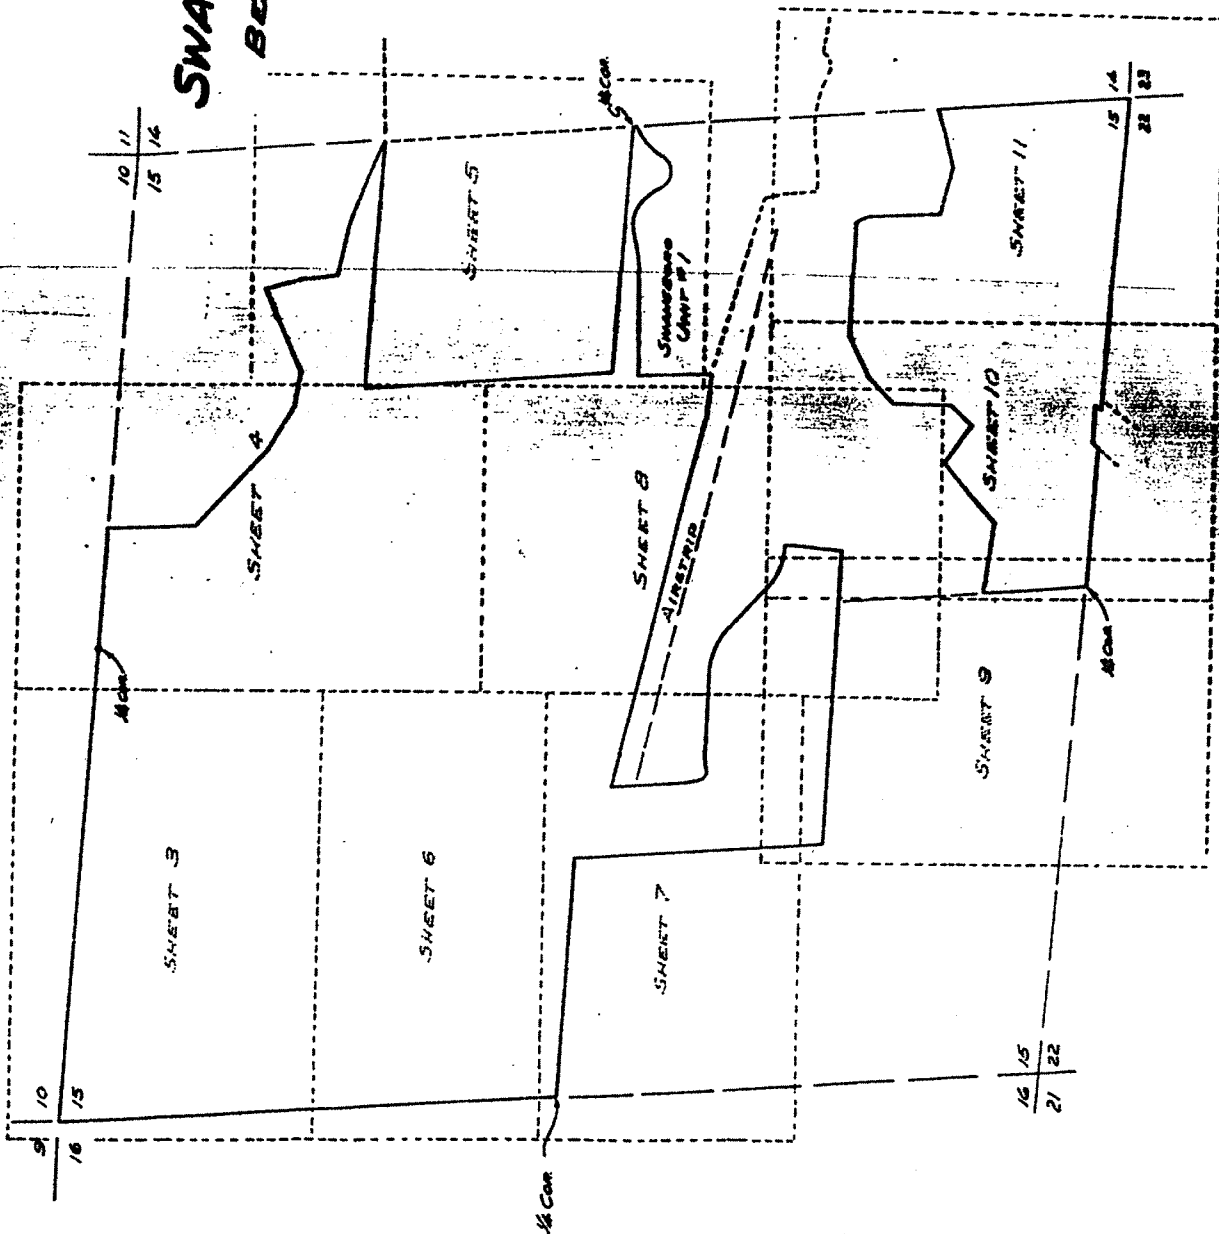 SWA
BE
10 11
15 14
15 14
22 23
¼ COR.
SHEET 5
SHEET 11
SWANSBORO
UNIT #1
SHEET 4
SHEET 8
SHEET 10
AIRSTRIP
¼ COR.
¼ COR.
SHEET 9
SHEET 3
SHEET 6
SHEET 7
9 10
16 15
16 15
21 22
¼ COR.